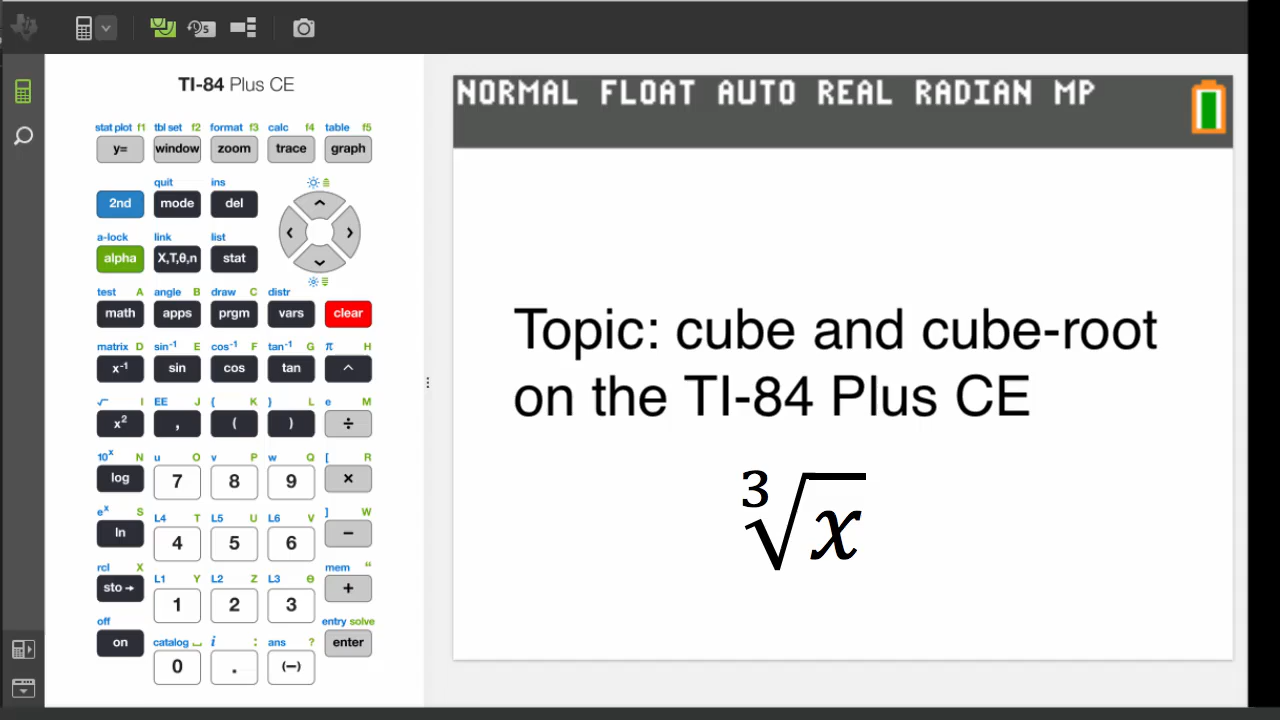 TI-84 Plus CE
stat plot f1 tbl set f2 format f3 calc f4 table f5
y= window zoom trace graph
quit ins
2nd mode del
a-lock link list
alpha X,T,θ,n stat
test A angle B draw C distr
math apps prgm vars clear
matrix D sin⁻¹ E cos⁻¹ F tan⁻¹ G π H
x⁻¹ sin cos tan ^
√ I EE J { K } L e M
x² , ( ) ÷
10ˣ N u O v P w Q [ R
log 7 8 9 ×
eˣ S L4 T L5 U L6 V ] W
ln 4 5 6 −
rcl X L1 Y L2 Z L3 θ mem "
sto→ 1 2 3 +
off catalog ⎵ i : ans ? entry solve
on 0 . (−) enter
NORMAL FLOAT AUTO REAL RADIAN MP
Topic: cube and cube-root
on the TI-84 Plus CE
∛x